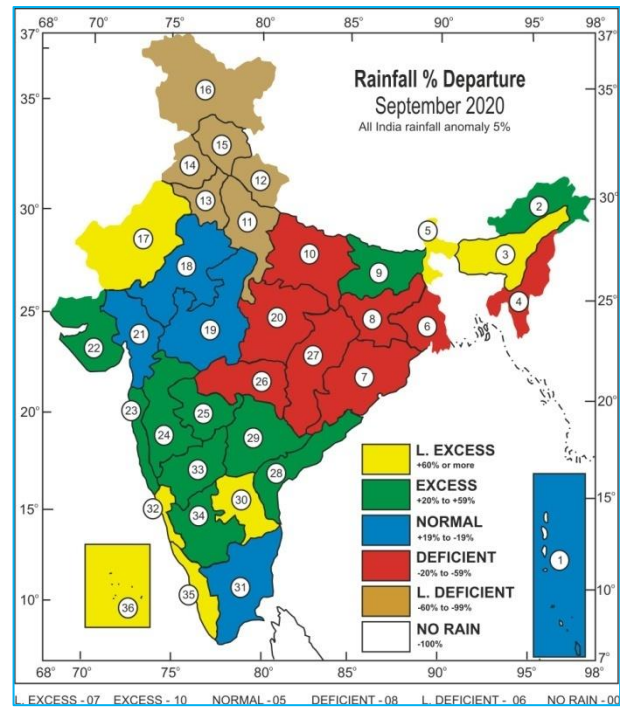 68° 70° 75° 80° 85° 90° 95° 98°
37° 37°
Rainfall % Departure
September 2020
All India rainfall anomaly 5%
16
35° 35°
15
14
12
13
30° 30°
11
2
5
17
10
3
18
9
25° 25°
4
20
8
6
21
19
22
27
7
26
20° 20°
23
25
24
29
33
28
30
15° 15°
32
34
31
35
10° 10°
36
1
7°
L. EXCESS
+60% or more
EXCESS
+20% to +59%
NORMAL
+19% to -19%
DEFICIENT
-20% to -59%
L. DEFICIENT
-60% to -99%
NO RAIN
-100%
68° 70° 75° 80° 85° 90° 95° 98°
L. EXCESS - 07 EXCESS - 10 NORMAL - 05 DEFICIENT - 08 L. DEFICIENT - 06 NO RAIN - 00